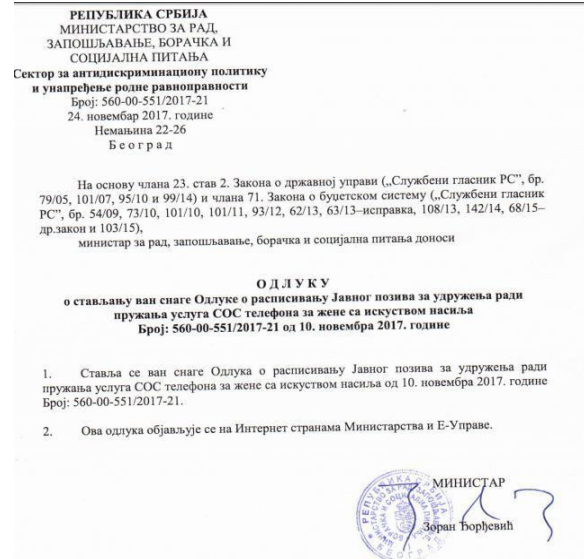 РЕПУБЛИКА СРБИЈА
МИНИСТАРСТВО ЗА РАД,
ЗАПОШЉАВАЊЕ, БОРАЧКА И
СОЦИЈАЛНА ПИТАЊА
Сектор за антидискриминациону политику
и унапређење родне равноправности
Број: 560-00-551/2017-21
24. новембар 2017. године
Немањина 22-26
Б е о г р а д
На основу члана 23. став 2. Закона о државној управи („Службени гласник РС”, бр.
79/05, 101/07, 95/10 и 99/14) и члана 71. Закона о буџетском систему („Службени гласник
РС”, бр. 54/09, 73/10, 101/10, 101/11, 93/12, 62/13, 63/13–исправка, 108/13, 142/14, 68/15–
др.закон и 103/15),
министар за рад, запошљавање, борачка и социјална питања доноси
О Д Л У К У
о стављању ван снаге Одлуке о расписивању Јавног позива за удружења ради
пружања услуга СОС телефона за жене са искуством насиља
Број: 560-00-551/2017-21 од 10. новембра 2017. године
1. Ставља се ван снаге Одлука о расписивању Јавног позива за удружења ради
пружања услуга СОС телефона за жене са искуством насиља од 10. новембра 2017. године
Број: 560-00-551/2017-21.
2. Ова одлука објављује се на Интернет странама Министарства и Е-Управе.
МИНИСТАР
Зоран Ђорђевић